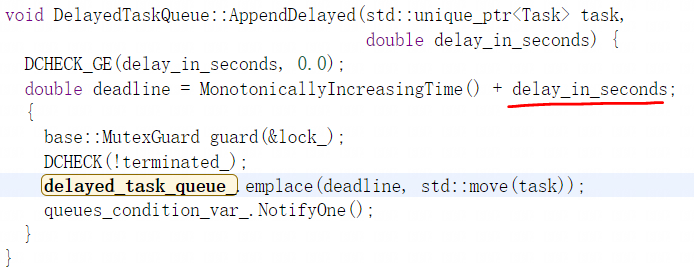 void DelayedTaskQueue::AppendDelayed(std::unique_ptr<Task> task,
double delay_in_seconds) {
DCHECK_GE(delay_in_seconds, 0.0);
double deadline = MonotonicallyIncreasingTime() + delay_in_seconds;
{
base::MutexGuard guard(&lock_);
DCHECK(!terminated_);
delayed_task_queue_.emplace(deadline, std::move(task));
queues_condition_var_.NotifyOne();
}
}